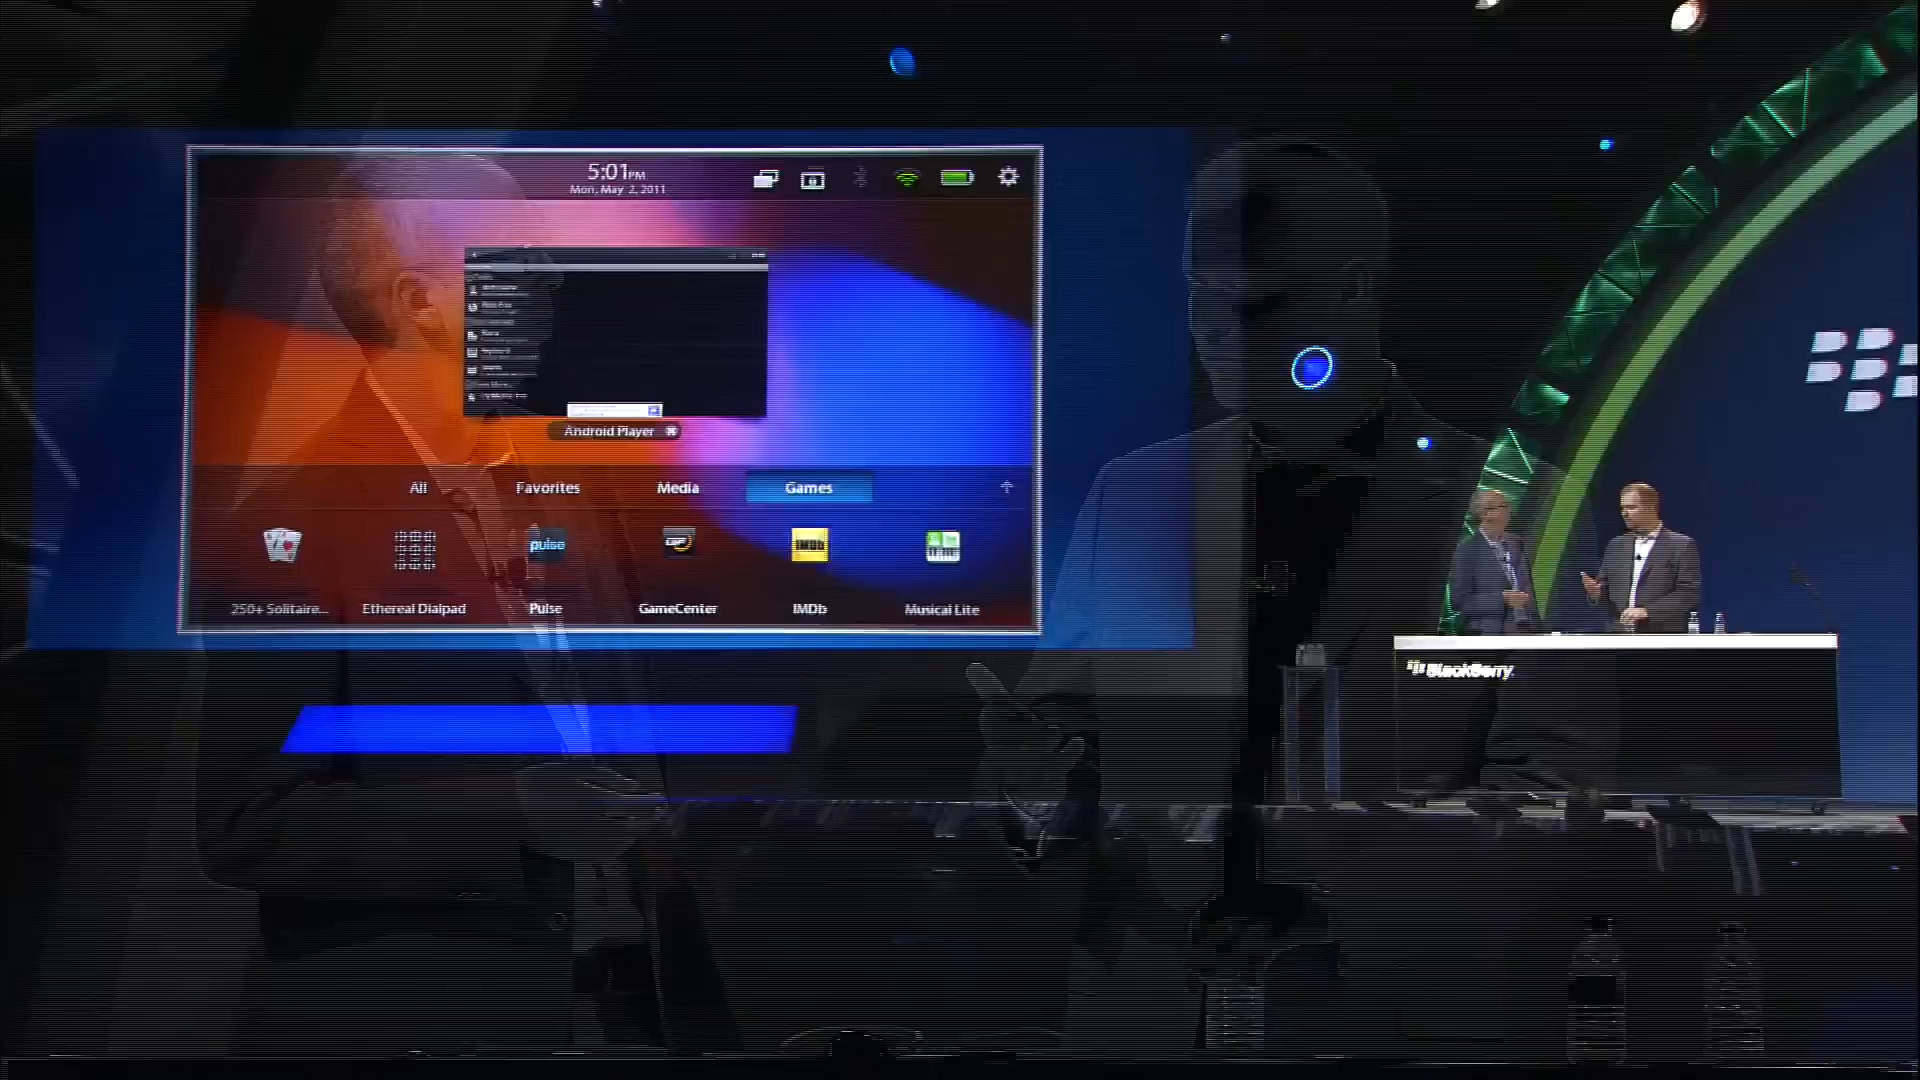 5:01PM
Mon, May 2, 2011
Android Player
All Favorites Media Games
pulse
IMDb
250+ Solitaire... Ethereal Dialpad Pulse GameCenter IMDb Musical Lite
BlackBerry